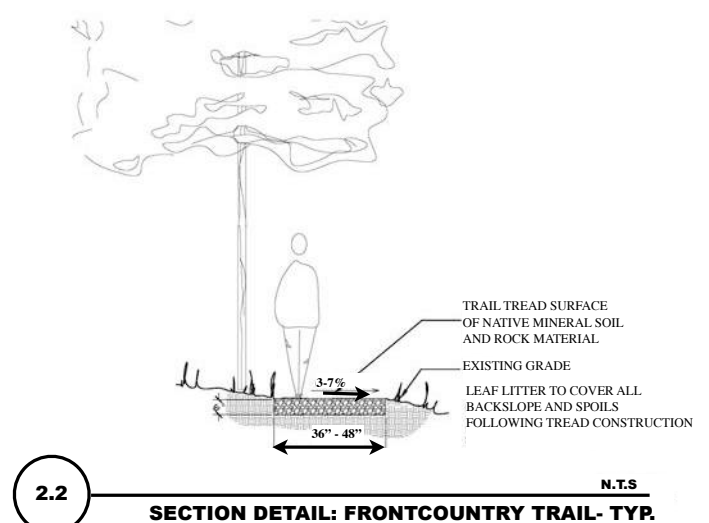 TRAIL TREAD SURFACE
OF NATIVE MINERAL SOIL
AND ROCK MATERIAL
EXISTING GRADE
3-7%
LEAF LITTER TO COVER ALL
BACKSLOPE AND SPOILS
FOLLOWING TREAD CONSTRUCTION
36” - 48”
N.T.S
2.2
SECTION DETAIL: FRONTCOUNTRY TRAIL- TYP.